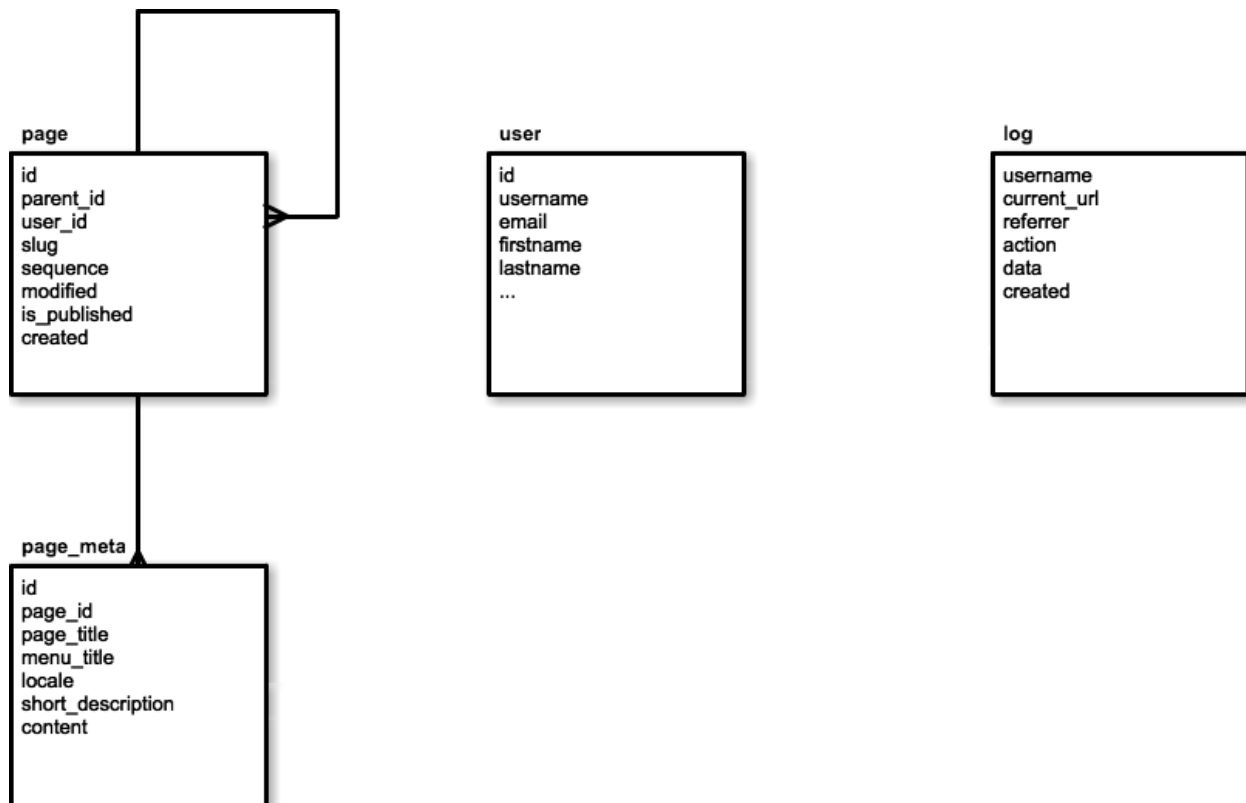 page
id
parent_id
user_id
slug
sequence
modified
is_published
created
user
id
username
email
firstname
lastname
...
log
username
current_url
referrer
action
data
created
page_meta
id
page_id
page_title
menu_title
locale
short_description
content